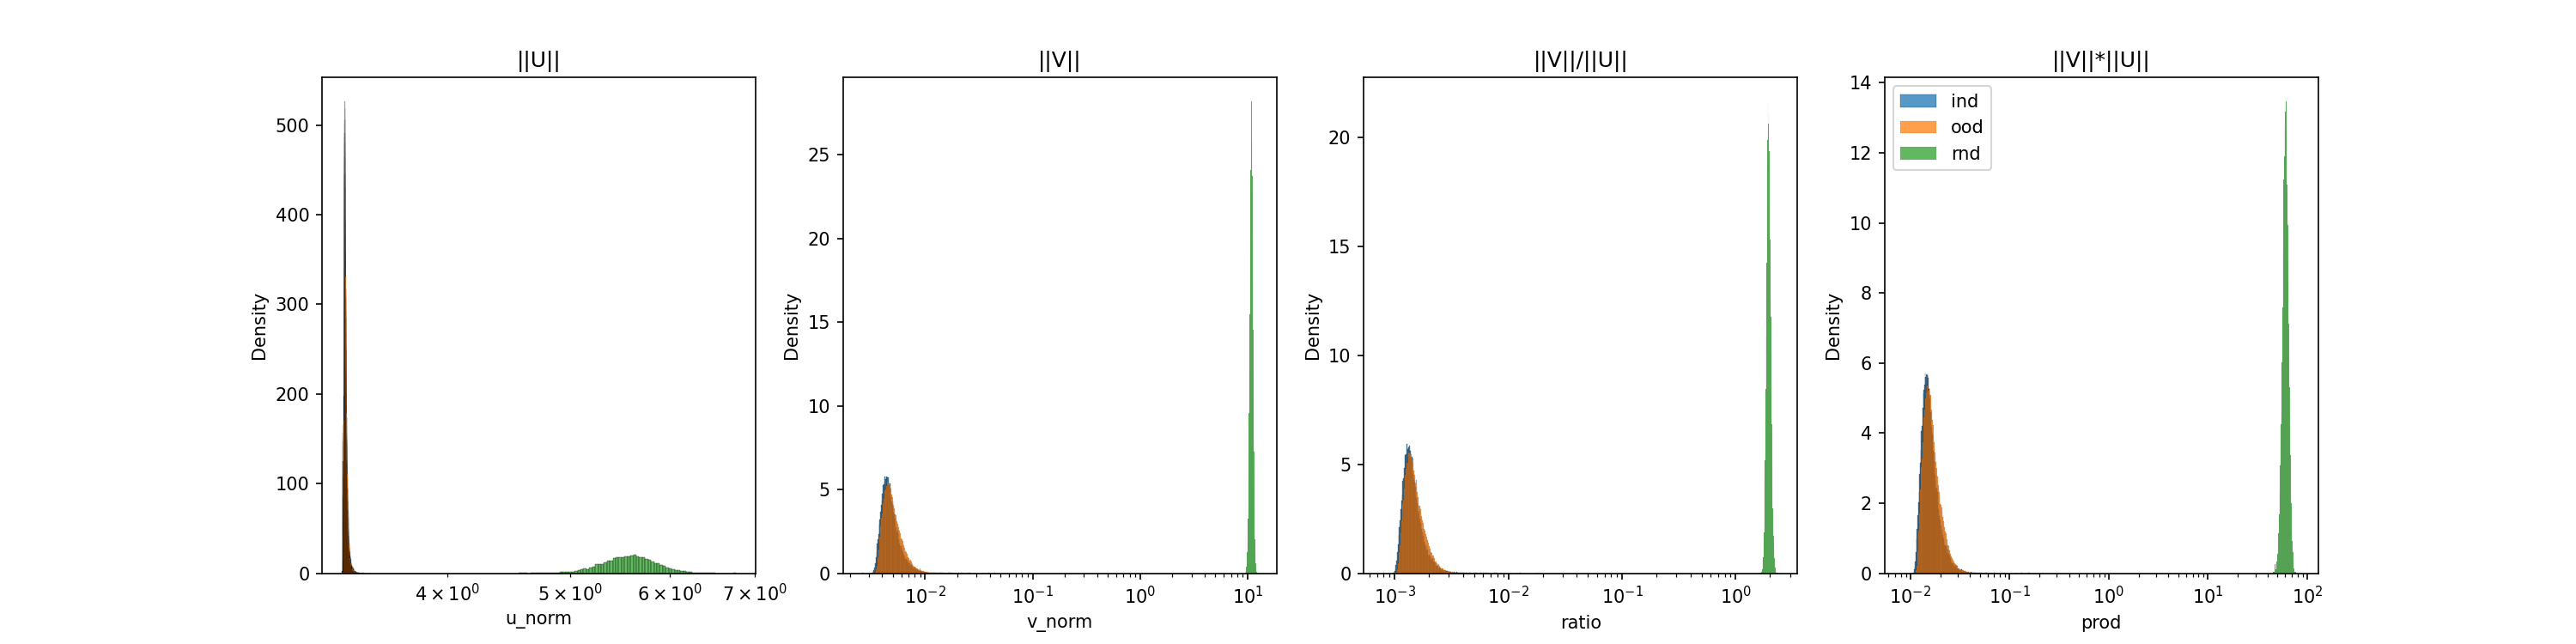 ||U||
||V||
||V||/||U||
||V||*||U||
500
400
300
200
100
0
Density
4 × 10⁰
5 × 10⁰
6 × 10⁰
7 × 10⁰
u_norm
25
20
15
10
5
0
Density
10⁻²
10⁻¹
10⁰
10¹
v_norm
20
15
10
5
0
Density
10⁻³
10⁻²
10⁻¹
10⁰
ratio
14
12
10
8
6
4
2
0
Density
ind
ood
rnd
10⁻²
10⁻¹
10⁰
10¹
10²
prod